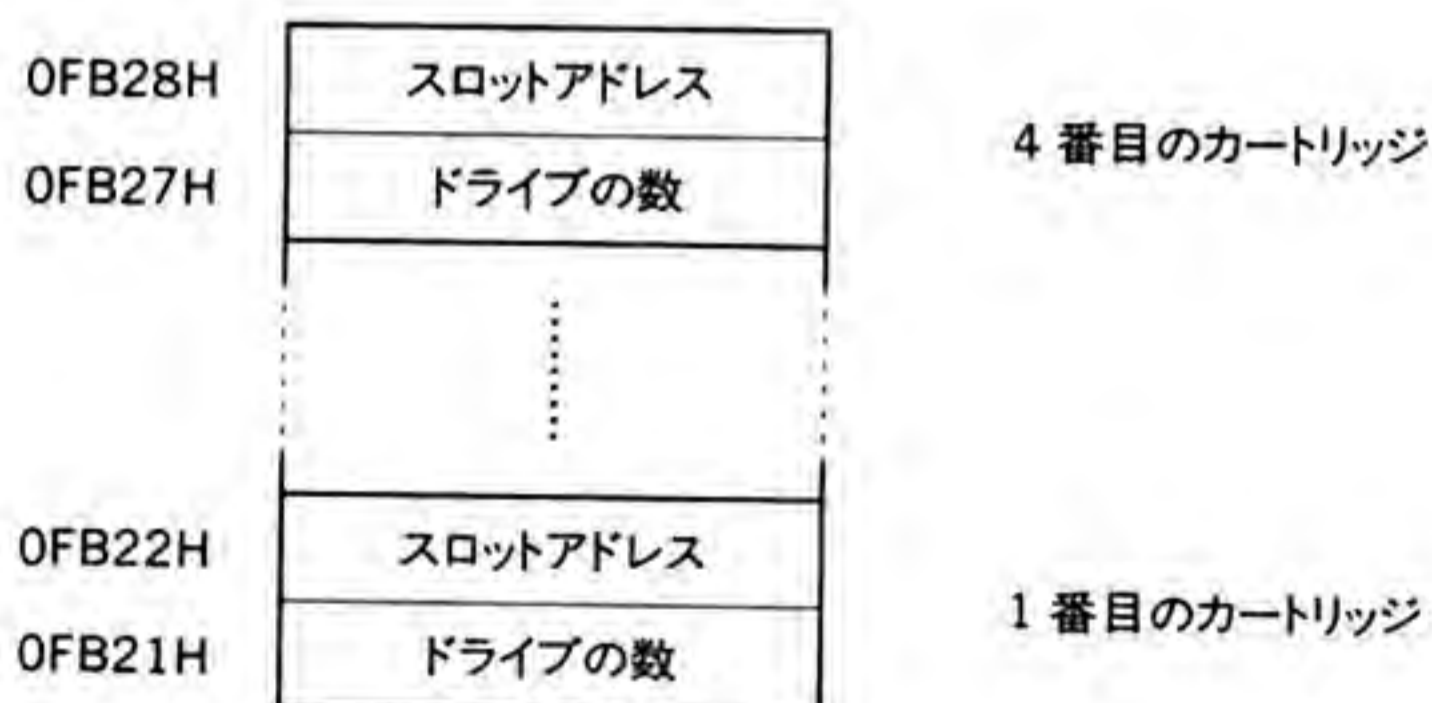 0FB28H スロットアドレス
4 番目のカートリッジ
0FB27H ドライブの数
0FB22H スロットアドレス
1 番目のカートリッジ
0FB21H ドライブの数